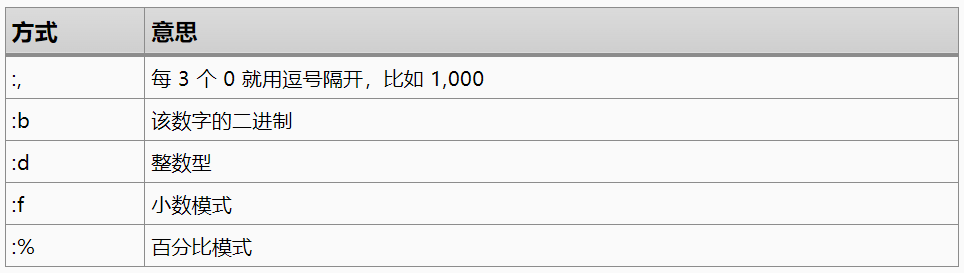 方式 意思
:, 每 3 个 0 就用逗号隔开，比如 1,000
:b 该数字的二进制
:d 整数型
:f 小数模式
:% 百分比模式